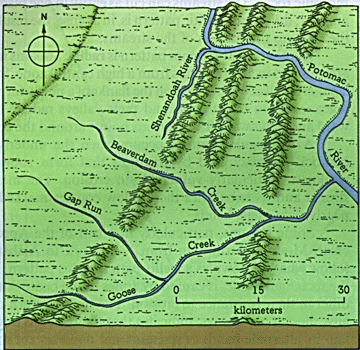 N
Shenandoah River
Potomac
River
Beaverdam
Creek
Gap Run
Creek
Goose
0 15 30
kilometers